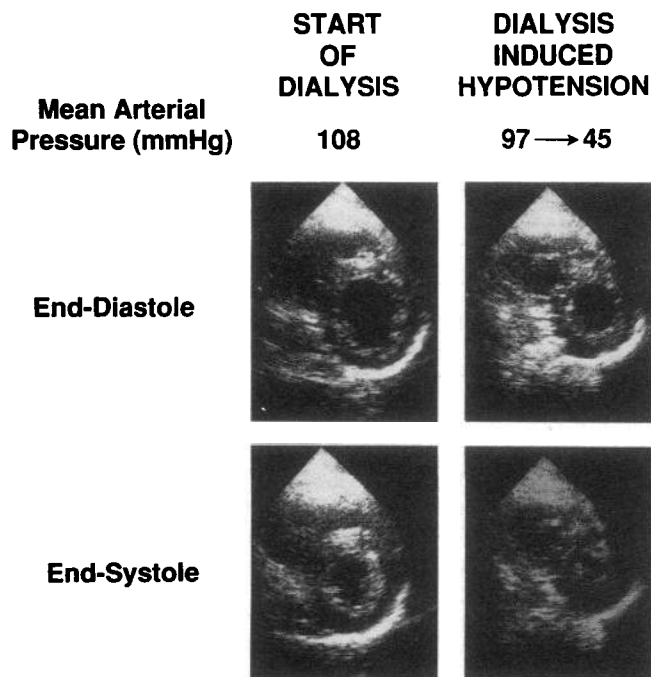 START
OF
DIALYSIS
DIALYSIS
INDUCED
HYPOTENSION
Mean Arterial
Pressure (mmHg)
108
97 → 45
End-Diastole
End-Systole